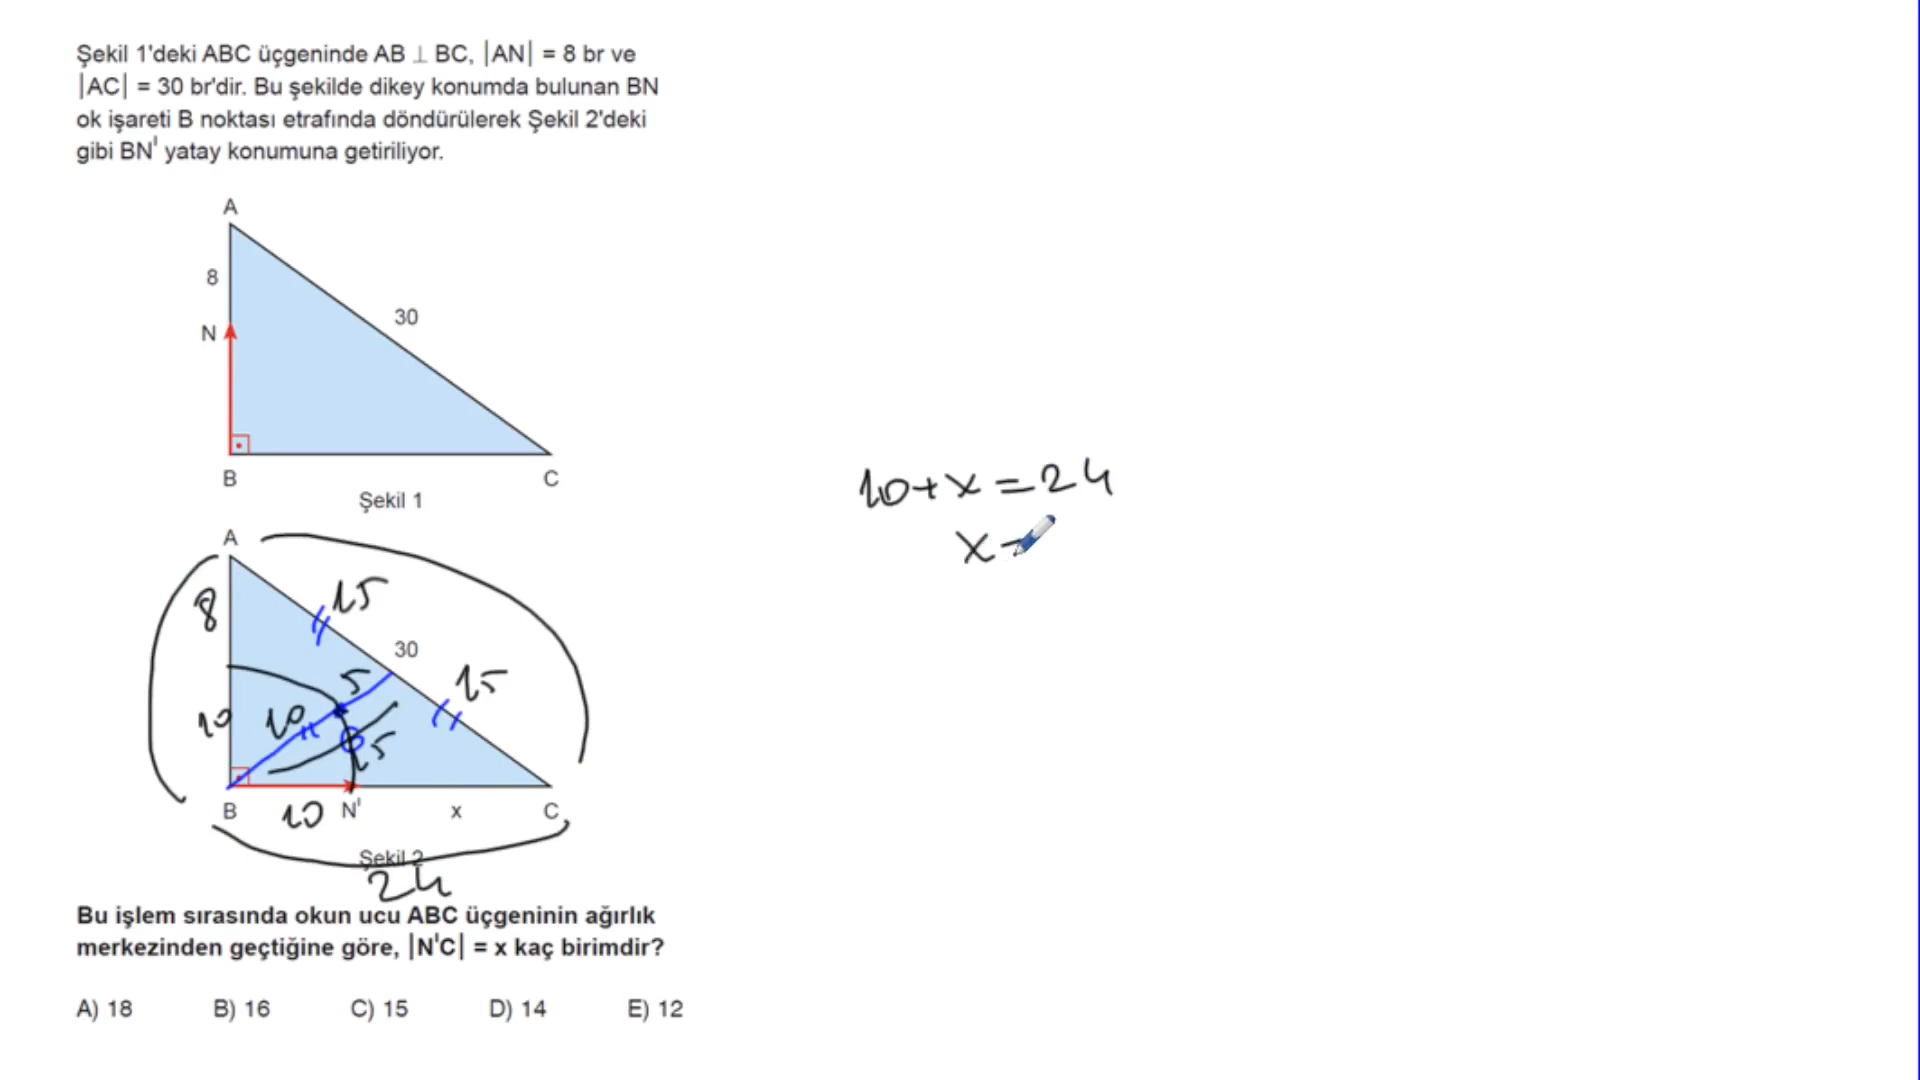 Şekil 1'deki ABC üçgeninde AB ⊥ BC, |AN| = 8 br ve
|AC| = 30 br'dir. Bu şekilde dikey konumda bulunan BN
ok işareti B noktası etrafında döndürülerek Şekil 2'deki
gibi BN' yatay konumuna getiriliyor.
A
8
30
N
B
C
Şekil 1
10+x=24
x=
A
8
15
30
5
15
10
10
15
B
10
N'
x
C
Şekil 2
24
Bu işlem sırasında okun ucu ABC üçgeninin ağırlık
merkezinden geçtiğine göre, |N'C| = x kaç birimdir?
A) 18 B) 16 C) 15 D) 14 E) 12